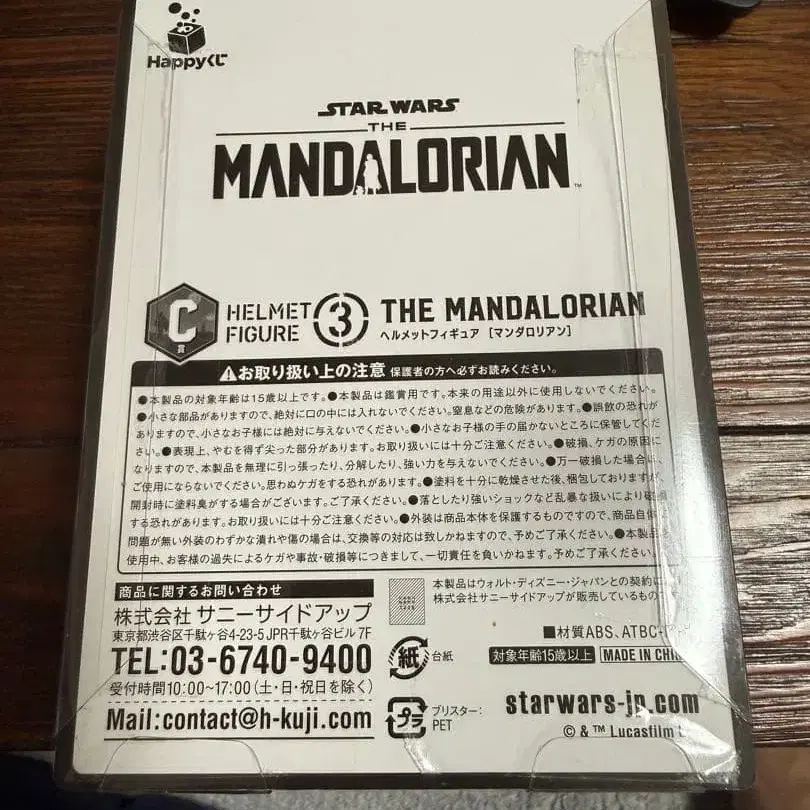 Happyくじ
STAR WARS
THE
MANDALORIAN
TM
C
賞
HELMET
FIGURE
3
THE MANDALORIAN
ヘルメットフィギュア [マンダロリアン]
お取り扱い上の注意 保護者の方へ必ずお読みください。
●本製品の対象年齢は15歳以上です。●本製品は鑑賞用です。本来の用途以外に使用しないでください。
●小さな部品がありますので、絶対に口の中には入れないでください。窒息などの危険があります。●誤飲の恐れが
ありますので、小さなお子様には絶対に与えないでください。●小さなお子様の手の届かないところに保管してくだ
さい。●表現上、やむを得ず尖った部分があります。お取り扱いには十分ご注意ください。●破損、ケガの原因に
なりますので、本製品を無理に引っ張ったり、分解したり、強い力を与えないでください。●万一破損した場合は、
ご使用にならないでください。思わぬケガをする恐れがあります。●塗料を十分に乾燥させた後、梱包しておりますが、
開封時に塗料臭がする場合がございます。ご了承ください。●落としたり強いショックなど乱暴な扱いにより破損
する恐れがあります。お取り扱いには十分ご注意ください。●外装は商品本体を保護するものですので、商品自体
問題が無い外装のわずかな潰れや傷の場合は、交換等の対応は致しかねますので、予めご了承ください。●本製品
使用中、お客様の過失によるケガや事故・破損等につきまして、一切責任を負いかねます。予めご了承ください。
商品に関するお問い合わせ
株式会社 サニーサイドアップ
東京都渋谷区千駄ヶ谷4-23-5 JPR千駄ヶ谷ビル 7F
TEL:03-6740-9400
受付時間10:00~17:00(土・日・祝日を除く)
Mail:contact@h-kuji.com
本製品はウォルト・ディズニー・ジャパンとの契約に
株式会社サニーサイドアップが販売しているもので
■材質ABS、ATBC-P
紙
台紙
対象年齢15歳以上
MADE IN CHI
プラ
ブリスター:
PET
starwars-jp.com
© & ™ Lucasfilm L